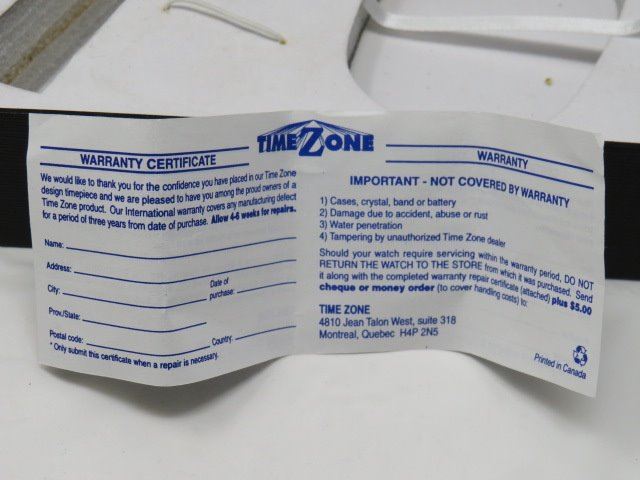 TIMEZONE
WARRANTY CERTIFICATE
We would like to thank you for the confidence you have placed in our Time Zone
design timepiece and we are pleased to have you among the proud owners of a
Time Zone product. Our International warranty covers any manufacturing defect
for a period of three years from date of purchase. Allow 4-6 weeks for repairs.
Name:
Address:
City:
Date of
purchase:
Prov./State:
Postal code:
Country:
* Only submit this certificate when a repair is necessary.
WARRANTY
IMPORTANT - NOT COVERED BY WARRANTY
1) Cases, crystal, band or battery
2) Damage due to accident, abuse or rust
3) Water penetration
4) Tampering by unauthorized Time Zone dealer
Should your watch require servicing within the warranty period, DO NOT
RETURN THE WATCH TO THE STORE from which it was purchased. Send
it along with the completed warranty repair certificate (attached) plus $5.00
cheque or money order (to cover handling costs) to:
TIME ZONE
4810 Jean Talon West, suite 318
Montreal, Quebec H4P 2N5
Printed in Canada